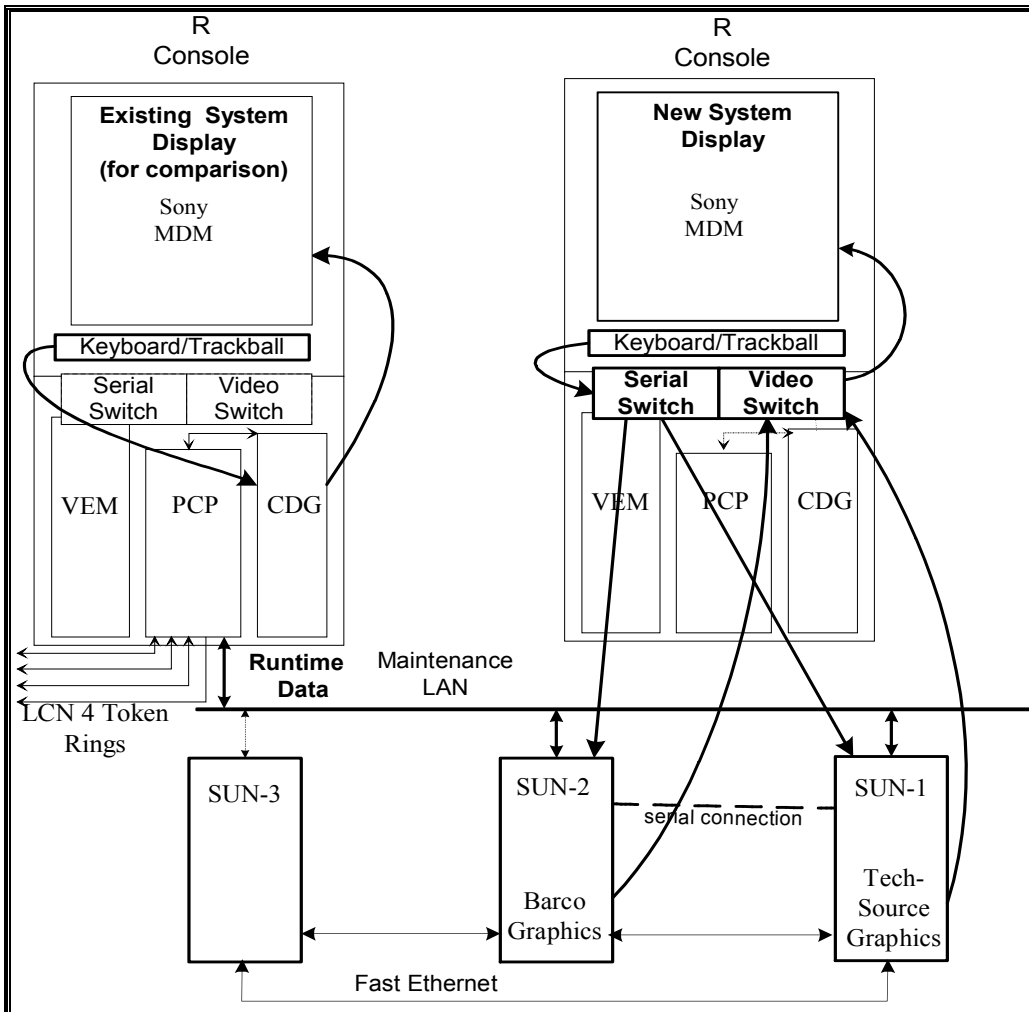 R
Console
Existing System
Display
(for comparison)
Sony
MDM
Keyboard/Trackball
Serial
Switch
Video
Switch
VEM
PCP
CDG
R
Console
New System
Display
Sony
MDM
Keyboard/Trackball
Serial
Switch
Video
Switch
VEM
PCP
CDG
Runtime
Data
Maintenance
LAN
LCN 4 Token
Rings
SUN-3
SUN-2
Barco
Graphics
serial connection
SUN-1
Tech-
Source
Graphics
Fast Ethernet